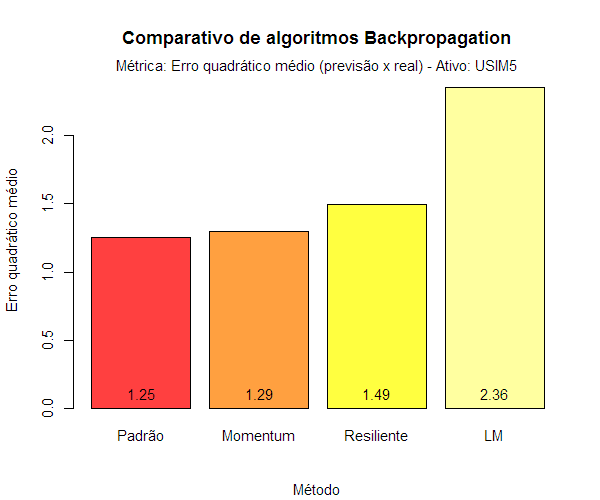 Comparativo de algoritmos Backpropagation
Métrica: Erro quadrático médio (previsão x real) - Ativo: USIM5
Erro quadrático médio
2.0
1.5
1.0
0.5
0.0
1.25
1.29
1.49
2.36
Padrão
Momentum
Resiliente
LM
Método